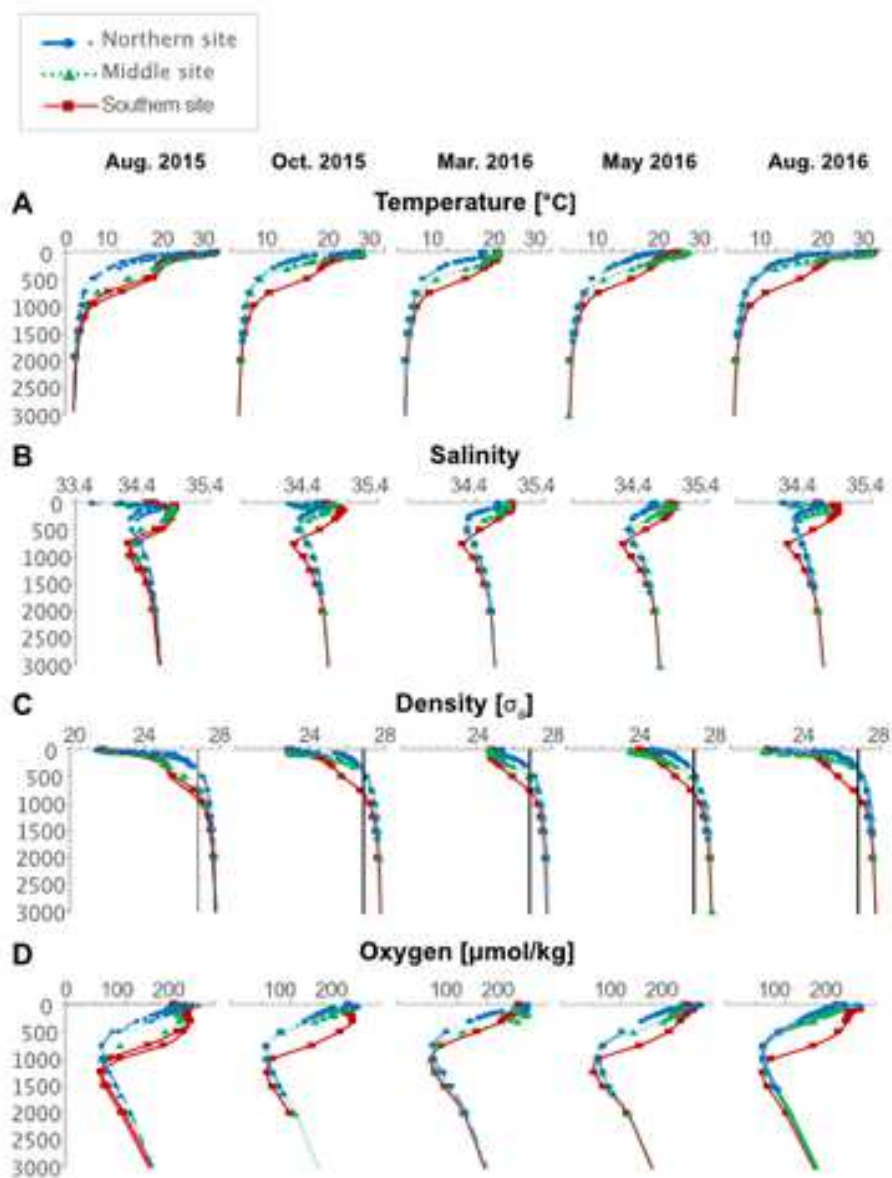 Northern site
Middle site
Southern site
Aug. 2015 Oct. 2015 Mar. 2016 May 2016 Aug. 2016
A Temperature [°C]
0 10 20 30 10 20 30 10 20 30 10 20 30 10 20 30
0
500
1000
1500
2000
2500
3000
B Salinity
33.4 34.4 35.4 34.4 35.4 34.4 35.4 34.4 35.4 34.4 35.4
0
500
1000
1500
2000
2500
3000
C Density [σθ]
20 24 28 24 28 24 28 24 28 24 28
0
500
1000
1500
2000
2500
3000
D Oxygen [µmol/kg]
0 100 200 100 200 100 200 100 200 100 200
0
500
1000
1500
2000
2500
3000